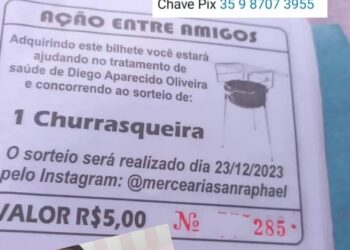 Chave Pix 35 9 8707 3955
AÇÃO ENTRE AMIGOS
Adquirindo este bilhete você estará
ajudando no tratamento de
saúde de Diego Aparecido Oliveira
e concorrendo ao sorteio de:
1 Churrasqueira
O sorteio será realizado dia 23/12/2023
pelo Instagram: @merceariasanraphael
VALOR R$5,00 Nº 285